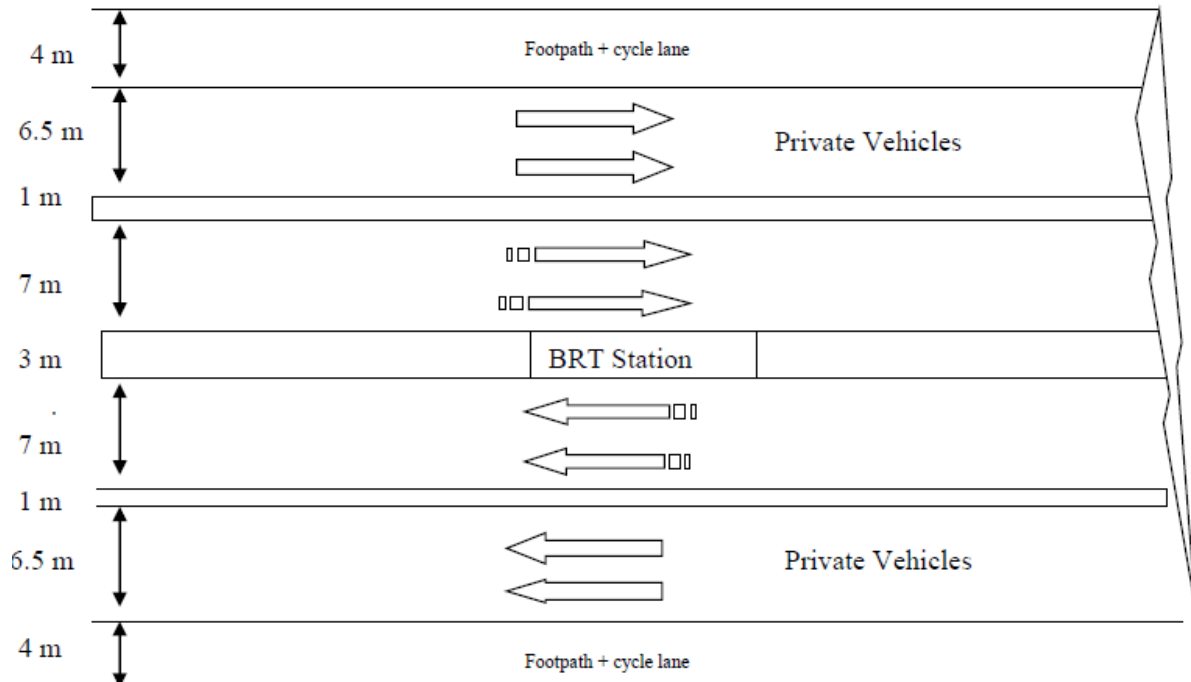 4 m
Footpath + cycle lane
6.5 m
Private Vehicles
1 m
7 m
3 m
BRT Station
7 m
1 m
6.5 m
Private Vehicles
4 m
Footpath + cycle lane